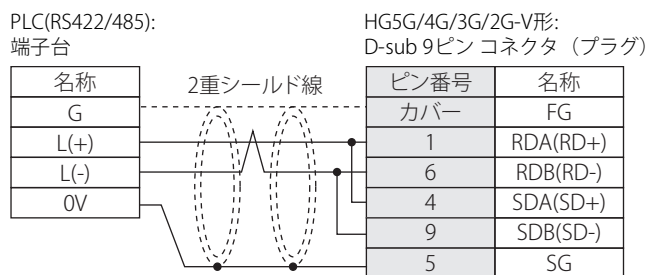 PLC(RS422/485):
端子台
HG5G/4G/3G/2G-V形:
D-sub 9ピン コネクタ（プラグ）
名称
2重シールド線
ピン番号
名称
G
カバー
FG
L(+)
1
RDA(RD+)
L(-)
6
RDB(RD-)
0V
4
SDA(SD+)
9
SDB(SD-)
5
SG